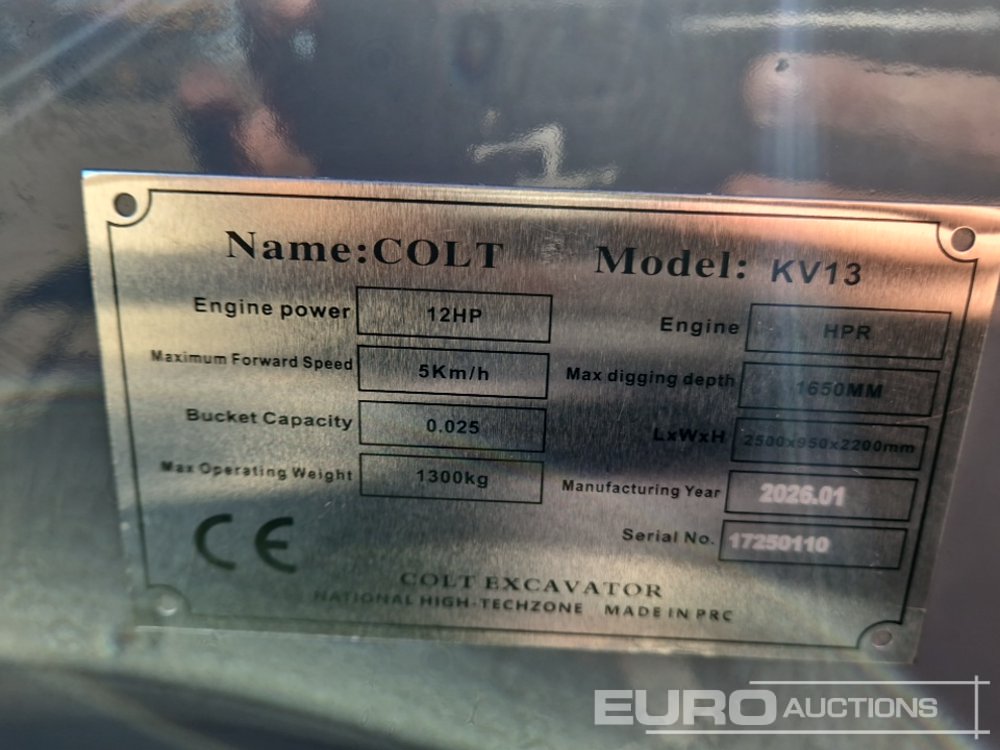 Name:COLT Model: KV13
Engine power 12HP Engine HPR
Maximum Forward Speed 5Km/h Max digging depth 1650MM
Bucket Capacity 0.025 LxWxH 2500x950x2200mm
Max Operating Weight 1300kg Manufacturing Year 2026.01
Serial No. 17250110
CE
COLT EXCAVATOR
NATIONAL HIGH-TECHZONE MADE IN PRC
EURO AUCTIONS